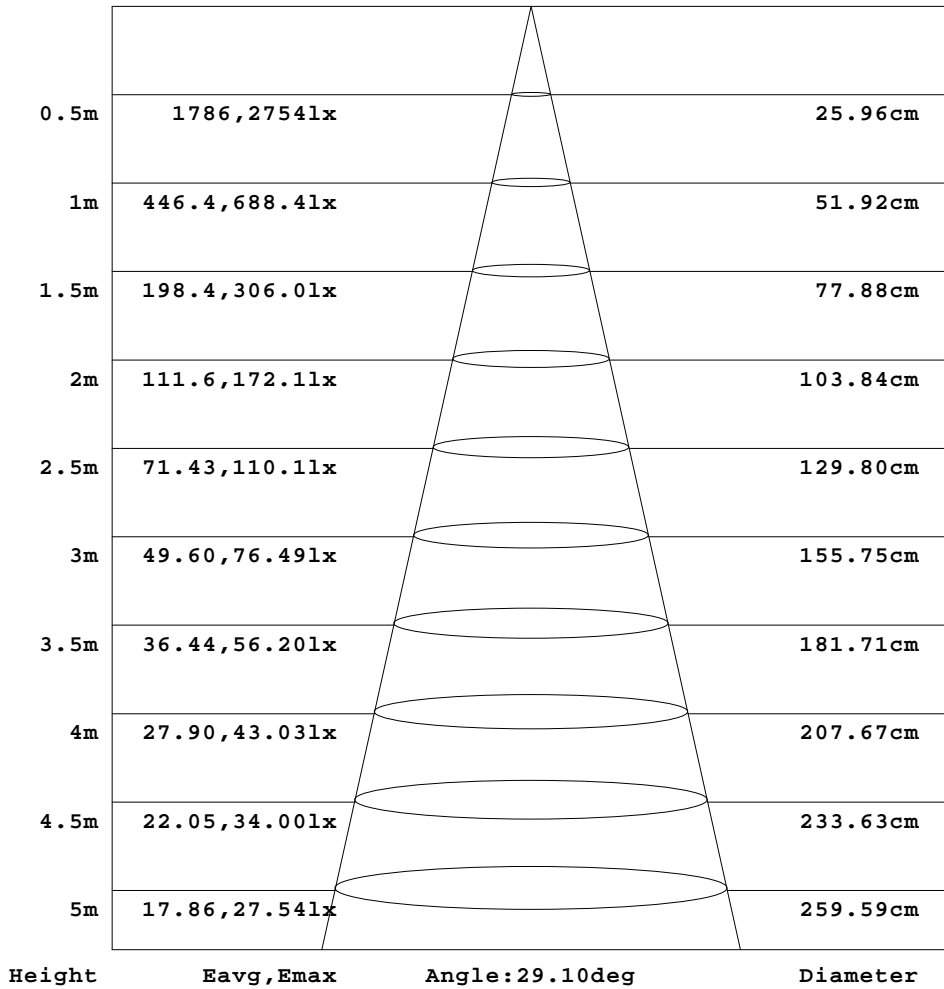 0.5m 1786,2754lx 25.96cm
1m 446.4,688.4lx 51.92cm
1.5m 198.4,306.0lx 77.88cm
2m 111.6,172.1lx 103.84cm
2.5m 71.43,110.1lx 129.80cm
3m 49.60,76.49lx 155.75cm
3.5m 36.44,56.20lx 181.71cm
4m 27.90,43.03lx 207.67cm
4.5m 22.05,34.00lx 233.63cm
5m 17.86,27.54lx 259.59cm
Height Eavg,Emax Angle:29.10deg Diameter